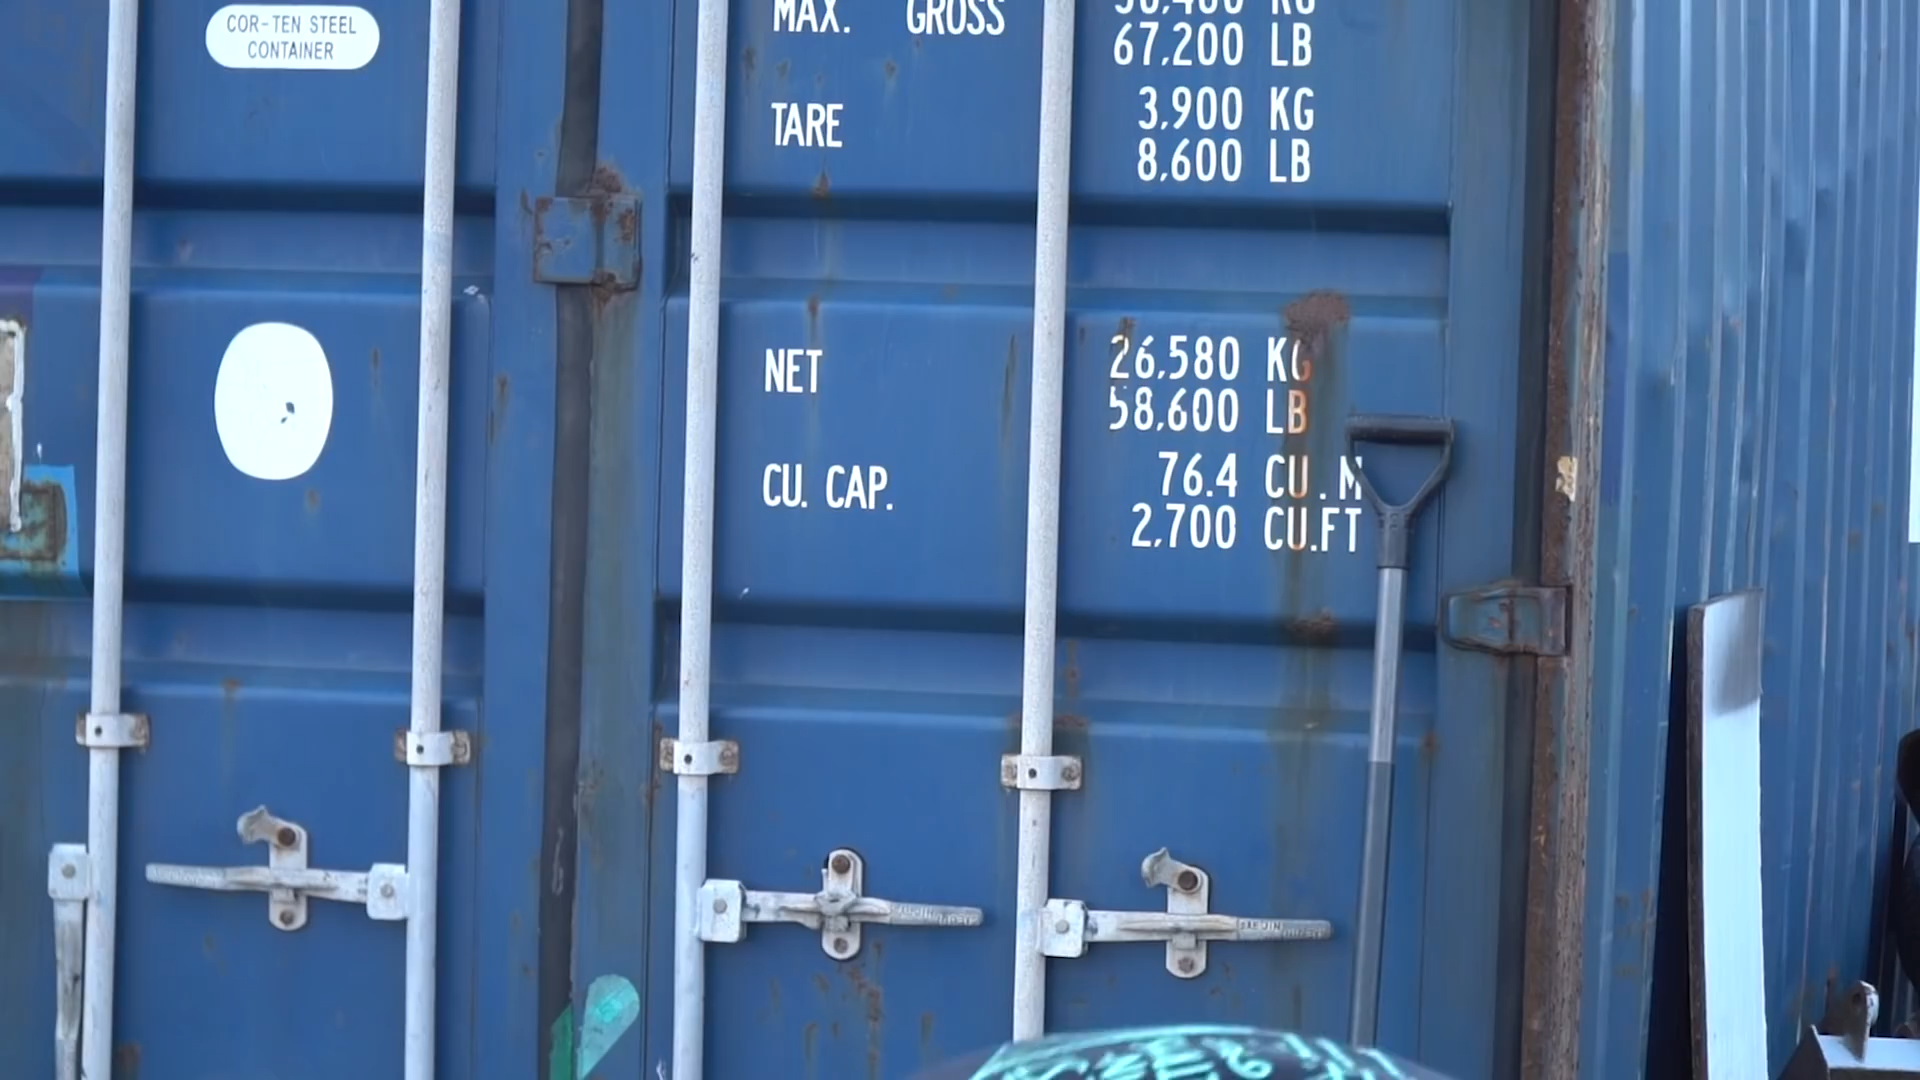 COR-TEN STEEL
CONTAINER
MAX. GROSS
67,200 LB
TARE 3,900 KG
8,600 LB
NET 26,580 KG
58,600 LB
CU. CAP. 76.4 CU.M
2,700 CU.FT